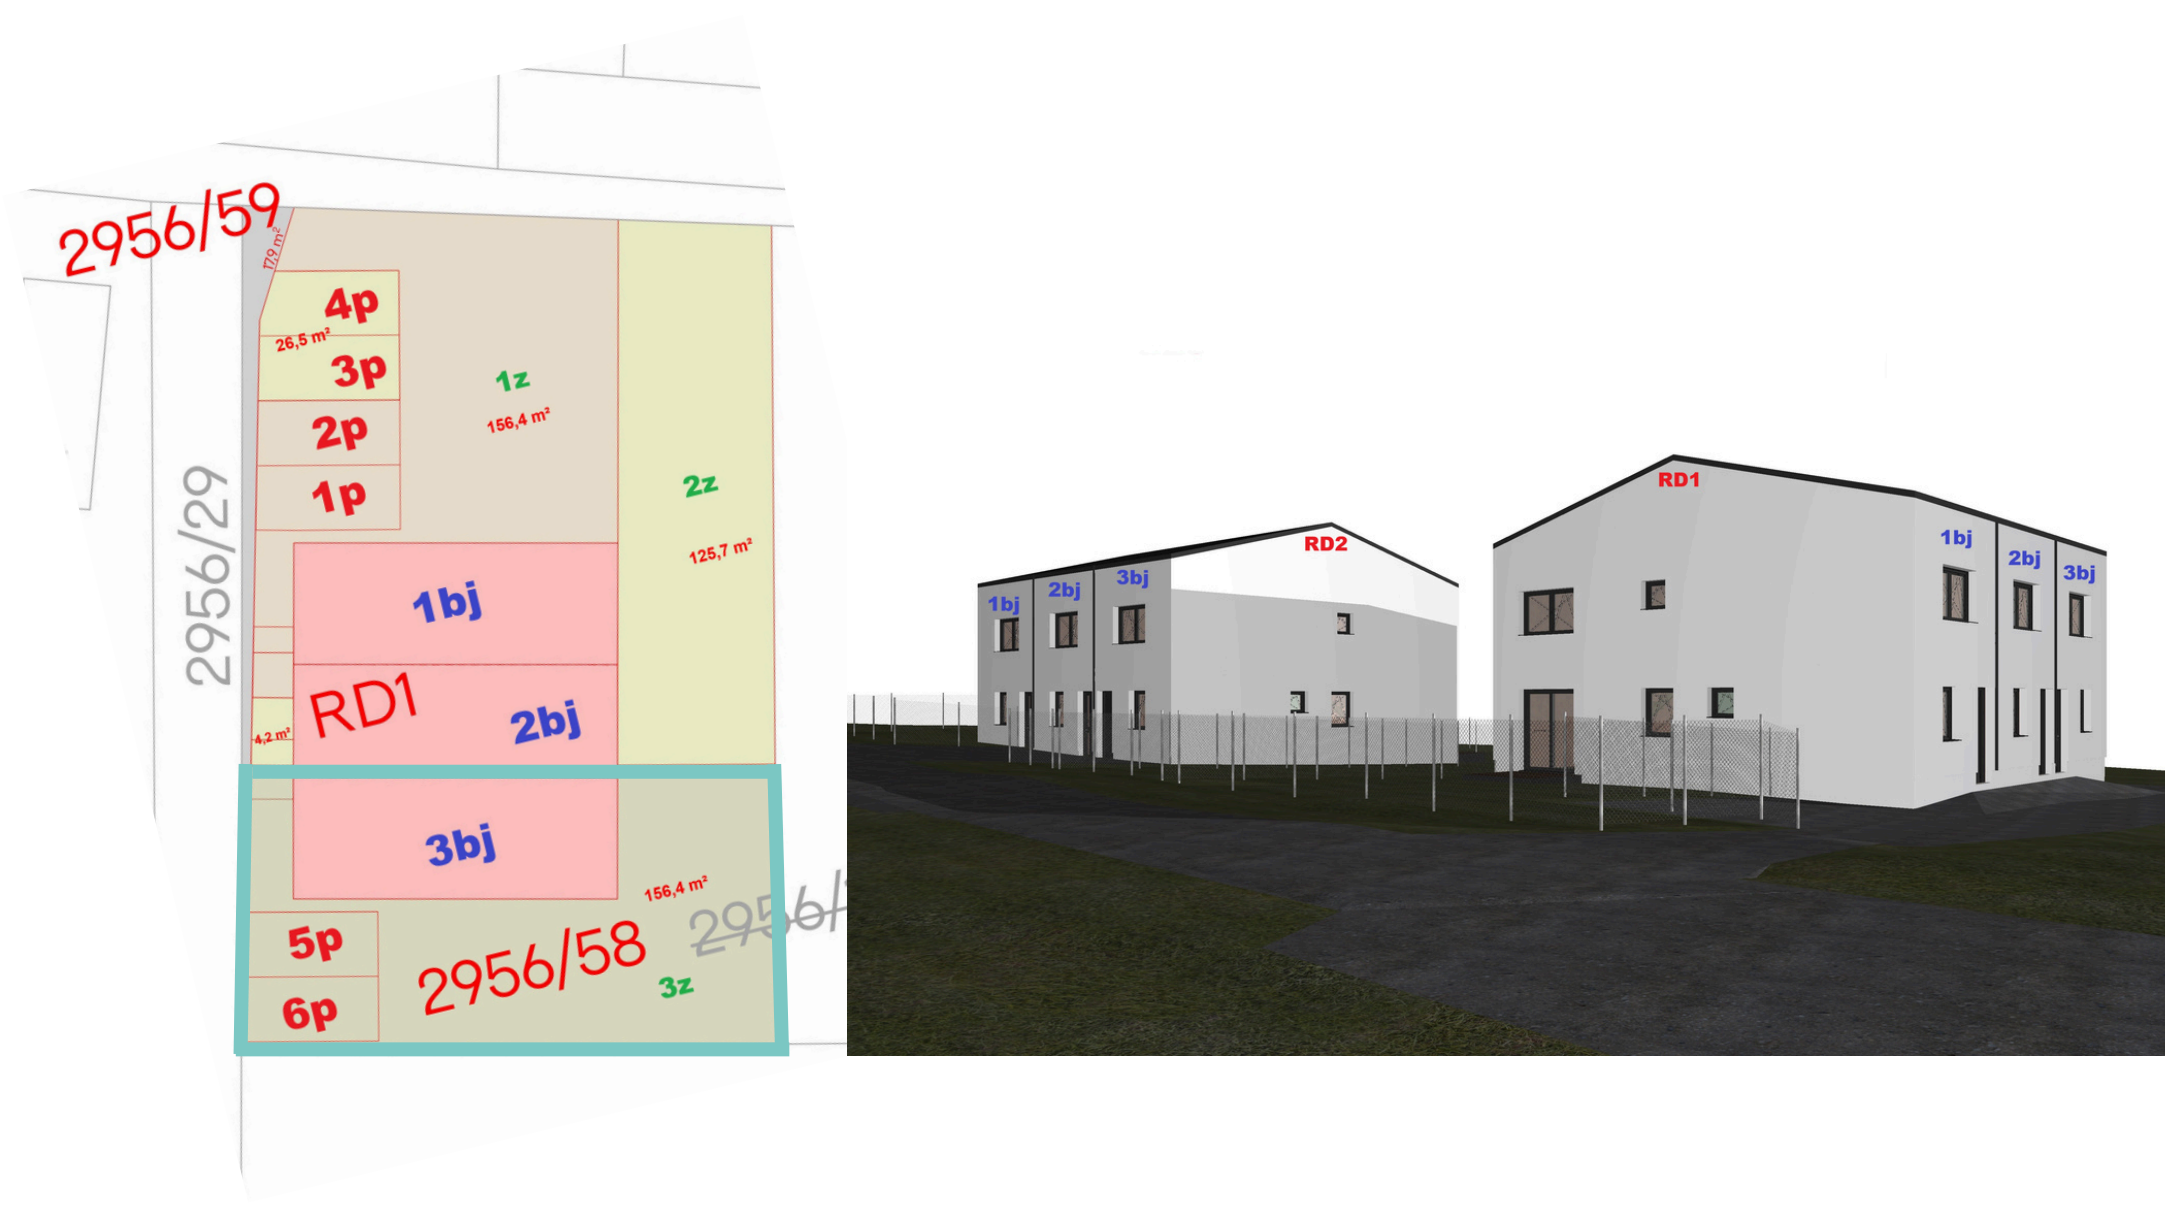 2956/59
17,9 m²
4p
26,5 m²
3p
2p
1p
1z
156,4 m²
2z
125,7 m²
2956/29
1bj
RD1
2bj
4,2 m²
3bj
156,4 m²
2956/
5p
2956/58
3z
6p
RD2
1bj
2bj
3bj
RD1
1bj
2bj
3bj